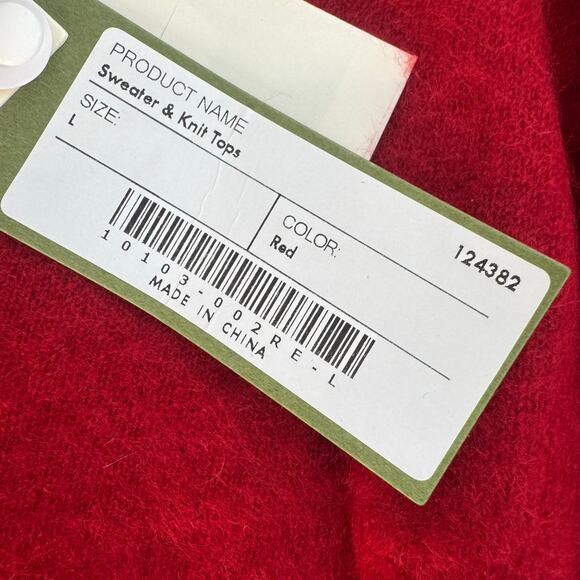 PRODUCT NAME
Sweater & Knit Tops
SIZE:
L
COLOR:
Red
124382
10103-002RE-L
MADE IN CHINA